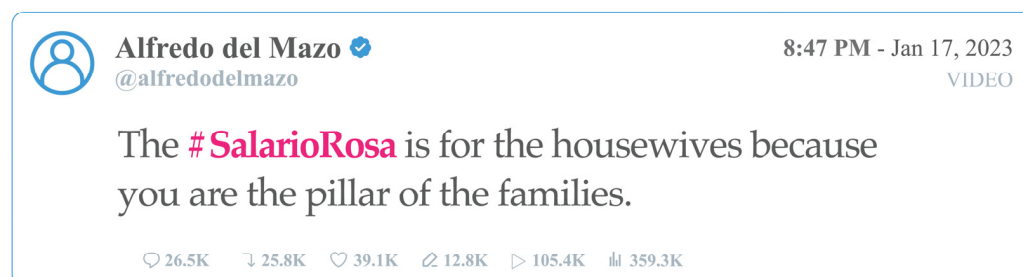 Alfredo del Mazo
8:47 PM - Jan 17, 2023
@alfredodelmazo
VIDEO
The #SalarioRosa is for the housewives because
you are the pillar of the families.
26.5K 25.8K 39.1K 12.8K 105.4K 359.3K